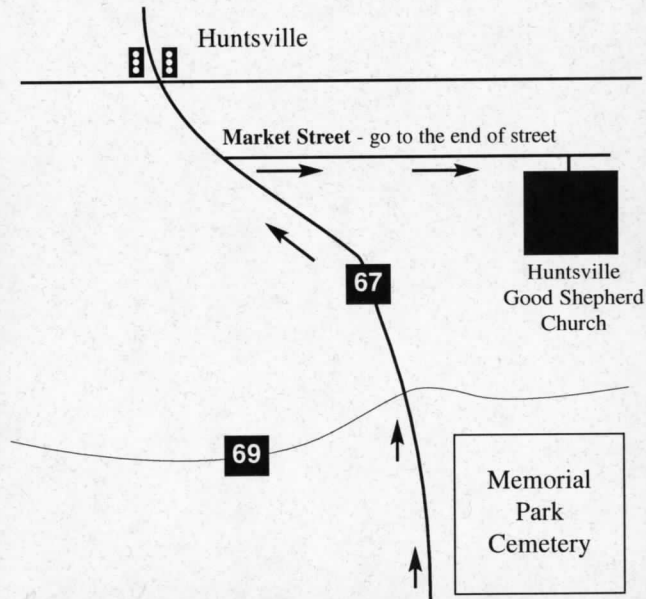 Huntsville
Market Street - go to the end of street
Huntsville
Good Shepherd
Church
67
69
Memorial
Park
Cemetery